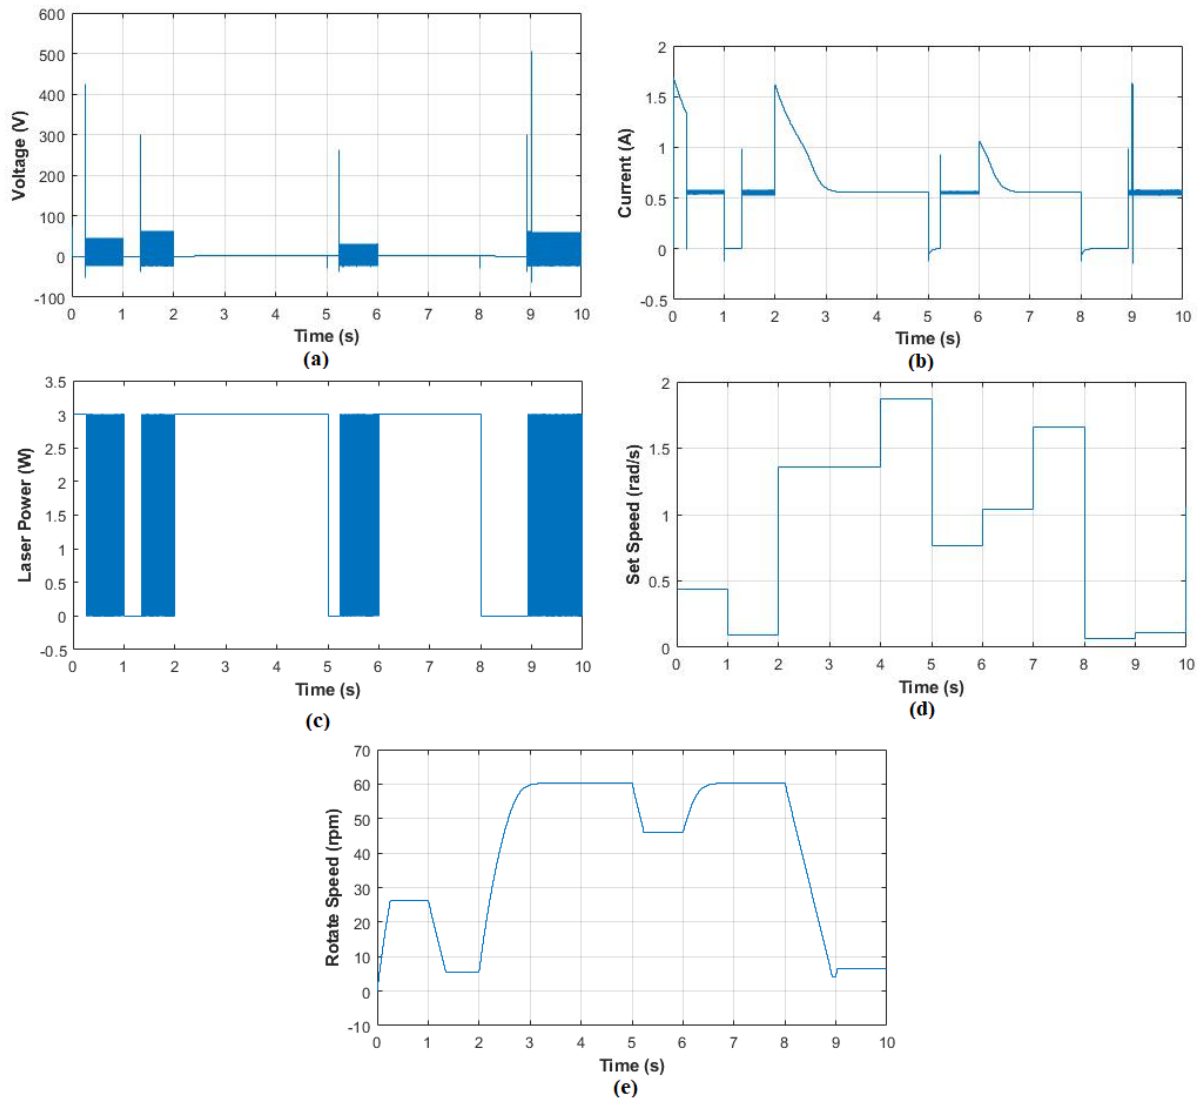 600
500
400
300
200
100
0
-100
Voltage (V)
0 1 2 3 4 5 6 7 8 9 10
Time (s)
(a)
2
1.5
1
0.5
0
-0.5
Current (A)
0 1 2 3 4 5 6 7 8 9 10
Time (s)
(b)
3.5
3
2.5
2
1.5
1
0.5
0
-0.5
Laser Power (W)
0 1 2 3 4 5 6 7 8 9 10
Time (s)
(c)
2
1.5
1
0.5
0
Set Speed (rad/s)
0 1 2 3 4 5 6 7 8 9 10
Time (s)
(d)
70
60
50
40
30
20
10
0
-10
Rotate Speed (rpm)
0 1 2 3 4 5 6 7 8 9 10
Time (s)
(e)